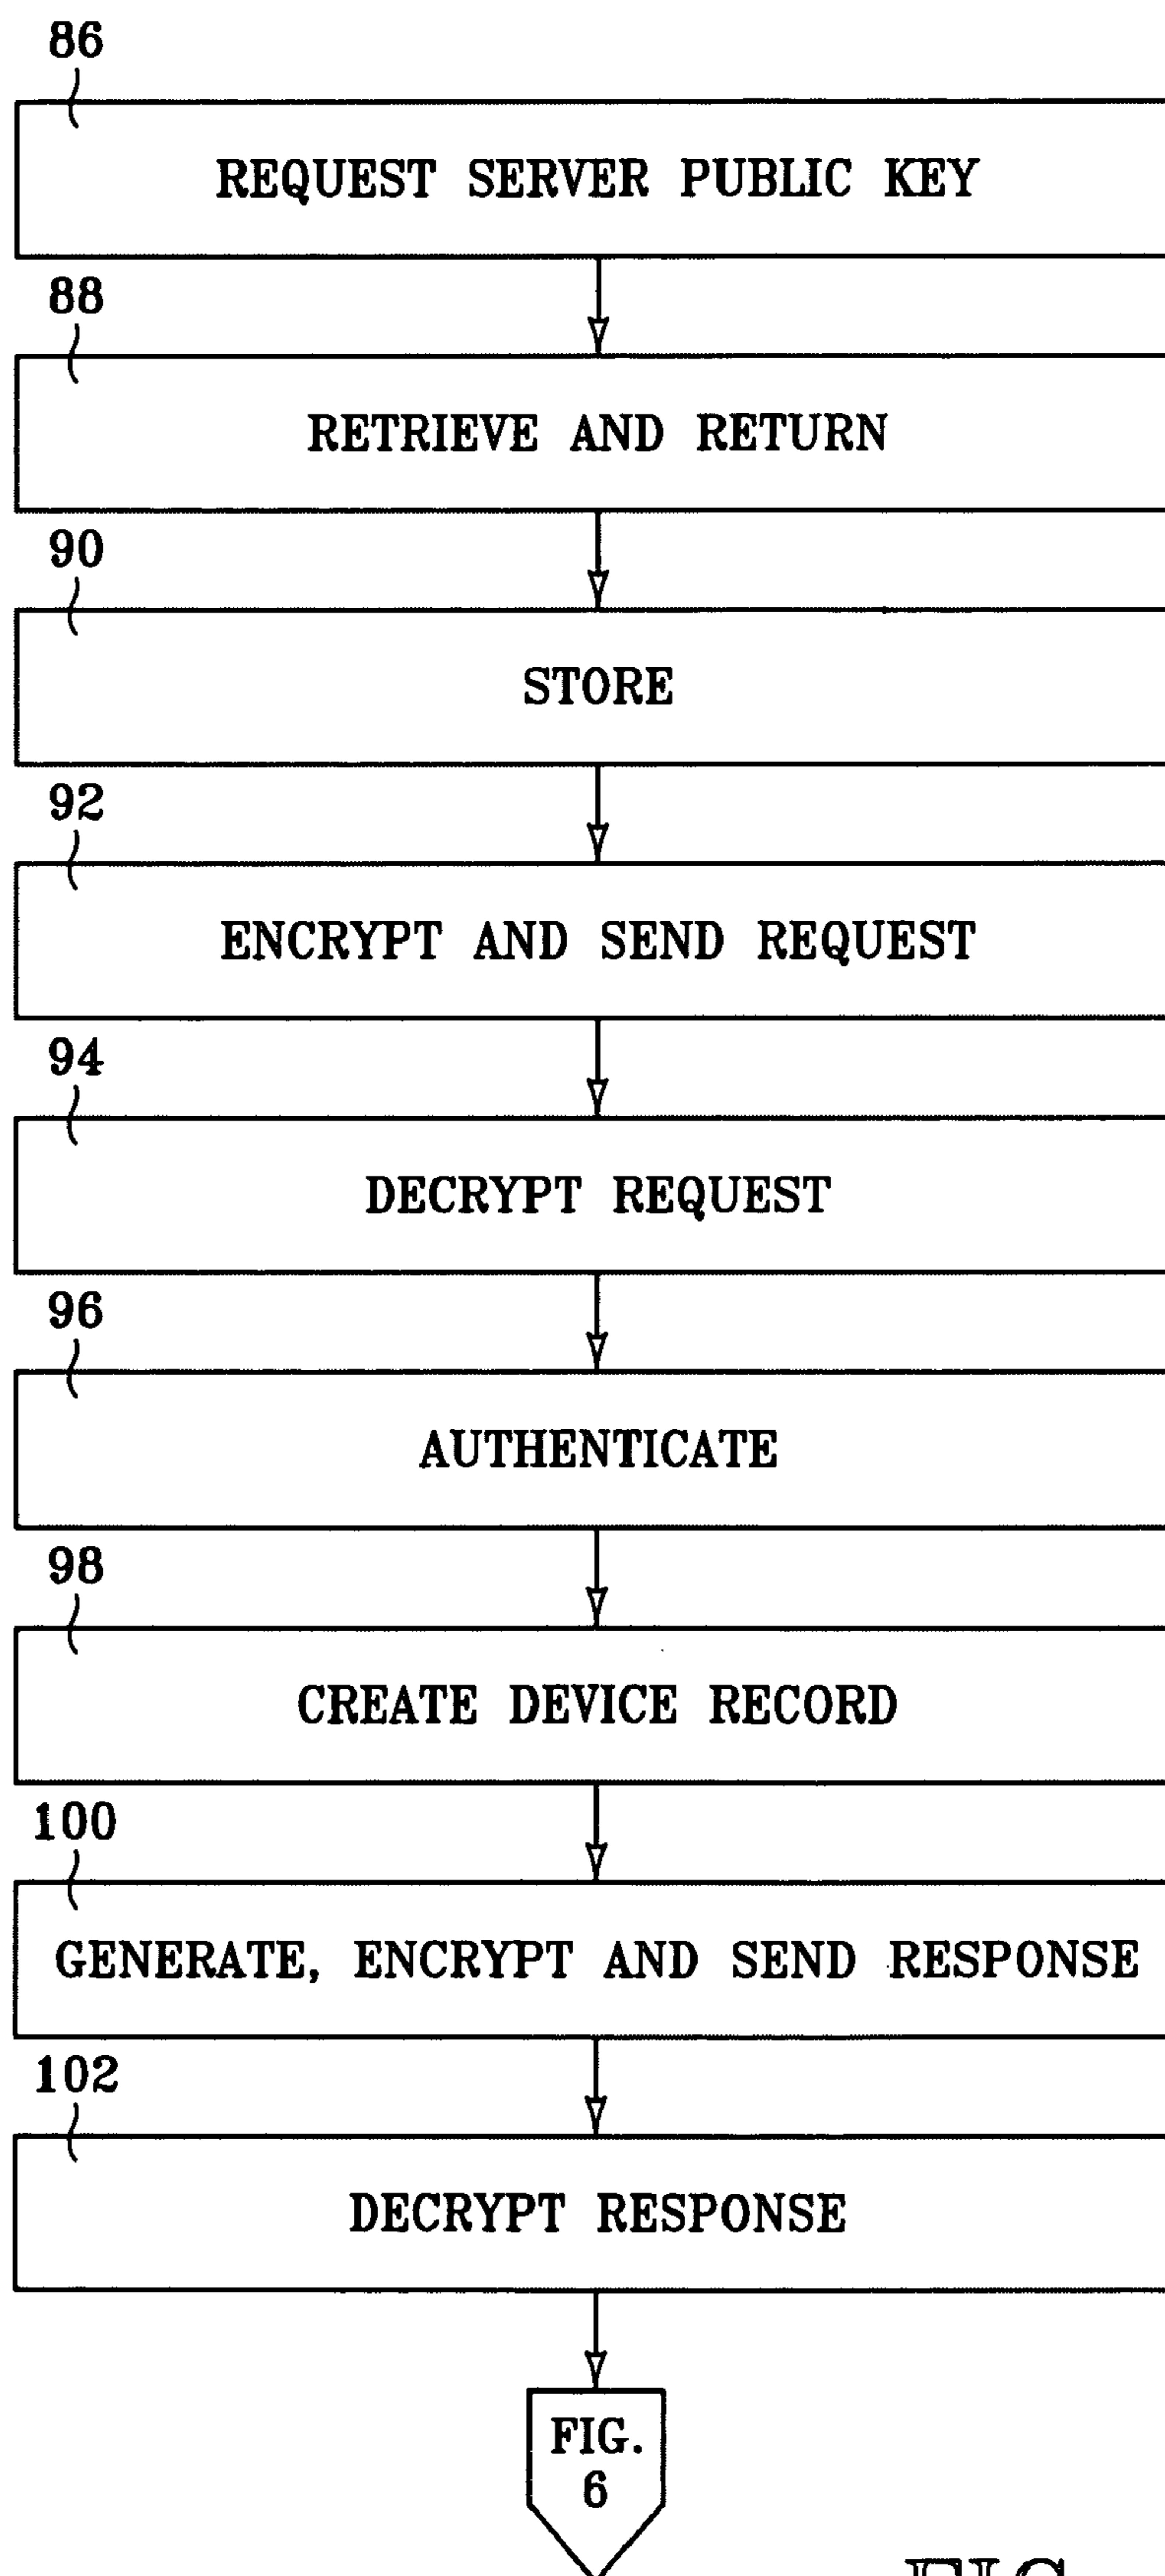 86
REQUEST SERVER PUBLIC KEY
88
RETRIEVE AND RETURN
90
STORE
92
ENCRYPT AND SEND REQUEST
94
DECRYPT REQUEST
96
AUTHENTICATE
98
CREATE DEVICE RECORD
100
GENERATE, ENCRYPT AND SEND RESPONSE
102
DECRYPT RESPONSE
FIG.
6